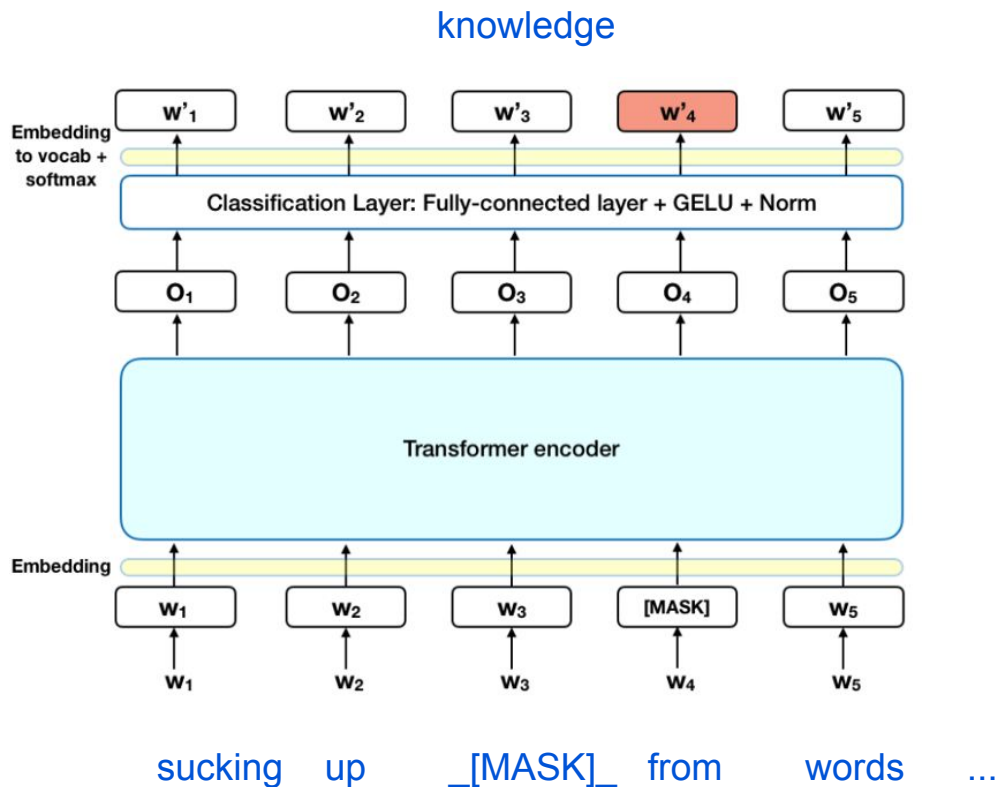 knowledge
w'1 w'2 w'3 w'4 w'5
Embedding
to vocab +
softmax
Classification Layer: Fully-connected layer + GELU + Norm
O1 O2 O3 O4 O5
Transformer encoder
Embedding
W1 W2 W3 [MASK] W5
W1 W2 W3 W4 W5
sucking up _[MASK]_ from words ...